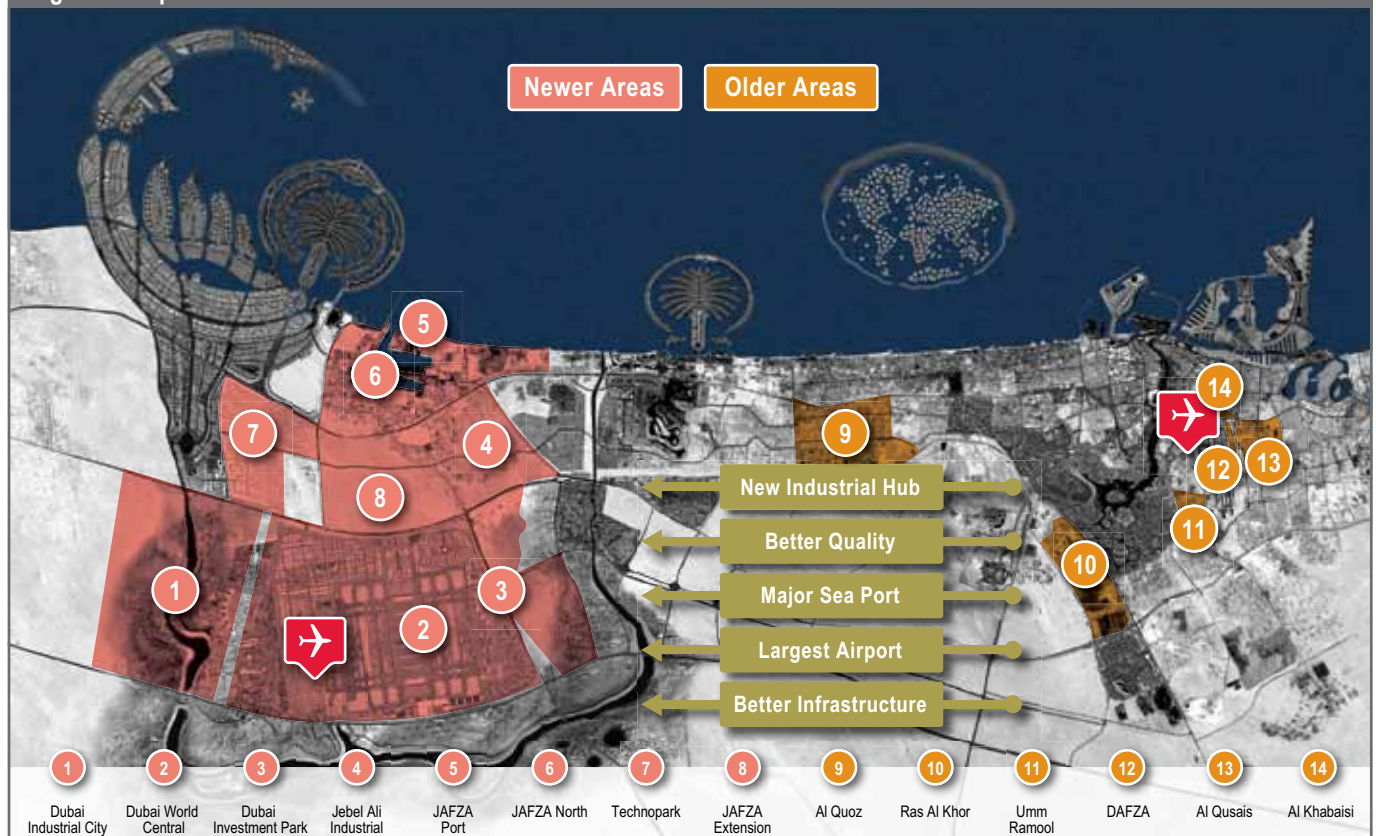 Newer Areas
Older Areas
5
6
14
7
4
9
12
13
8
New Industrial Hub
11
Better Quality
10
1
3
Major Sea Port
2
Largest Airport
Better Infrastructure
1
2
3
4
5
6
7
8
9
10
11
12
13
14
Dubai
Industrial City
Dubai World
Central
Dubai
Investment Park
Jebel Ali
Industrial
JAFZA
Port
JAFZA North
Technopark
JAFZA
Extension
Al Quoz
Ras Al Khor
Umm
Ramool
DAFZA
Al Qusais
Al Khabaisi